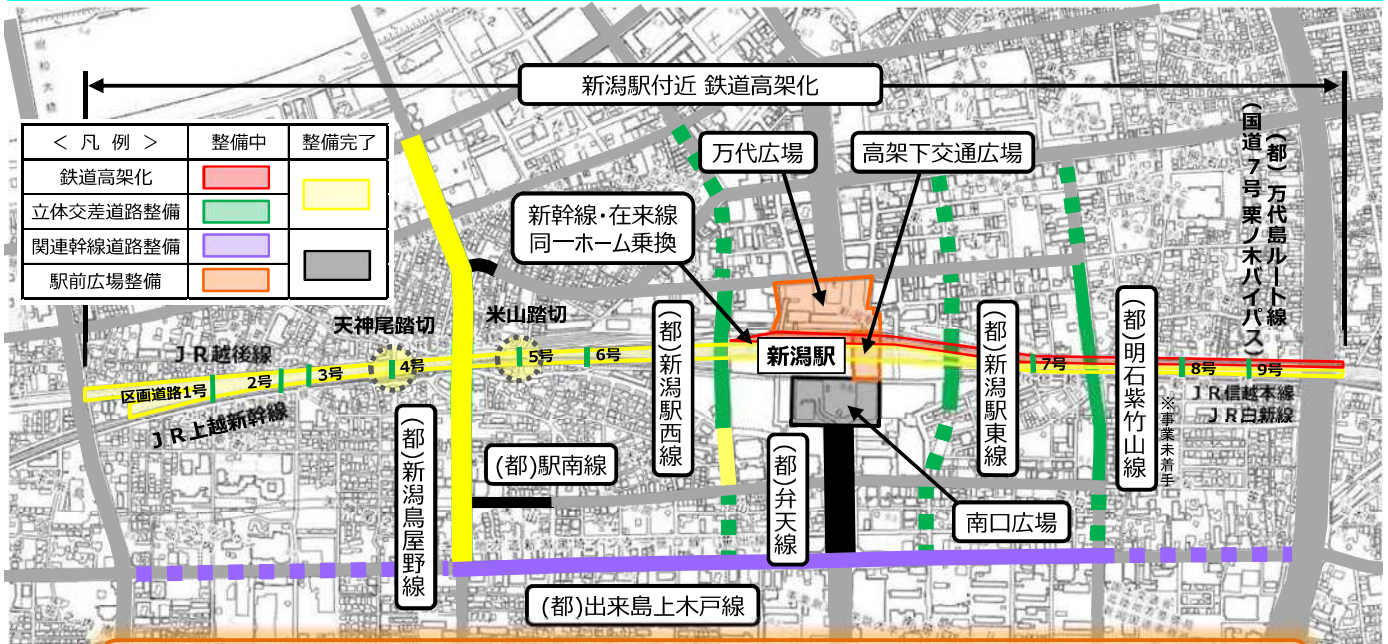 新潟駅付近 鉄道高架化
＜ 凡 例 ＞ 整備中 整備完了
鉄道高架化
立体交差道路整備
関連幹線道路整備
駅前広場整備
万代広場
高架下交通広場
新幹線・在来線
同一ホーム乗換
(都)万代島ルート線
(国道７号 栗ノ木バイパス)
天神尾踏切
米山踏切
ＪＲ越後線
区画道路1号
2号
3号
4号
5号
6号
新潟駅
7号
8号
9号
ＪＲ上越新幹線
ＪＲ信越本線
ＪＲ白新線
(都)新潟鳥屋野線
(都)駅南線
(都)新潟駅西線
(都)弁天線
(都)新潟駅東線
(都)明石紫竹山線
※事業未着手
南口広場
(都)出来島上木戸線